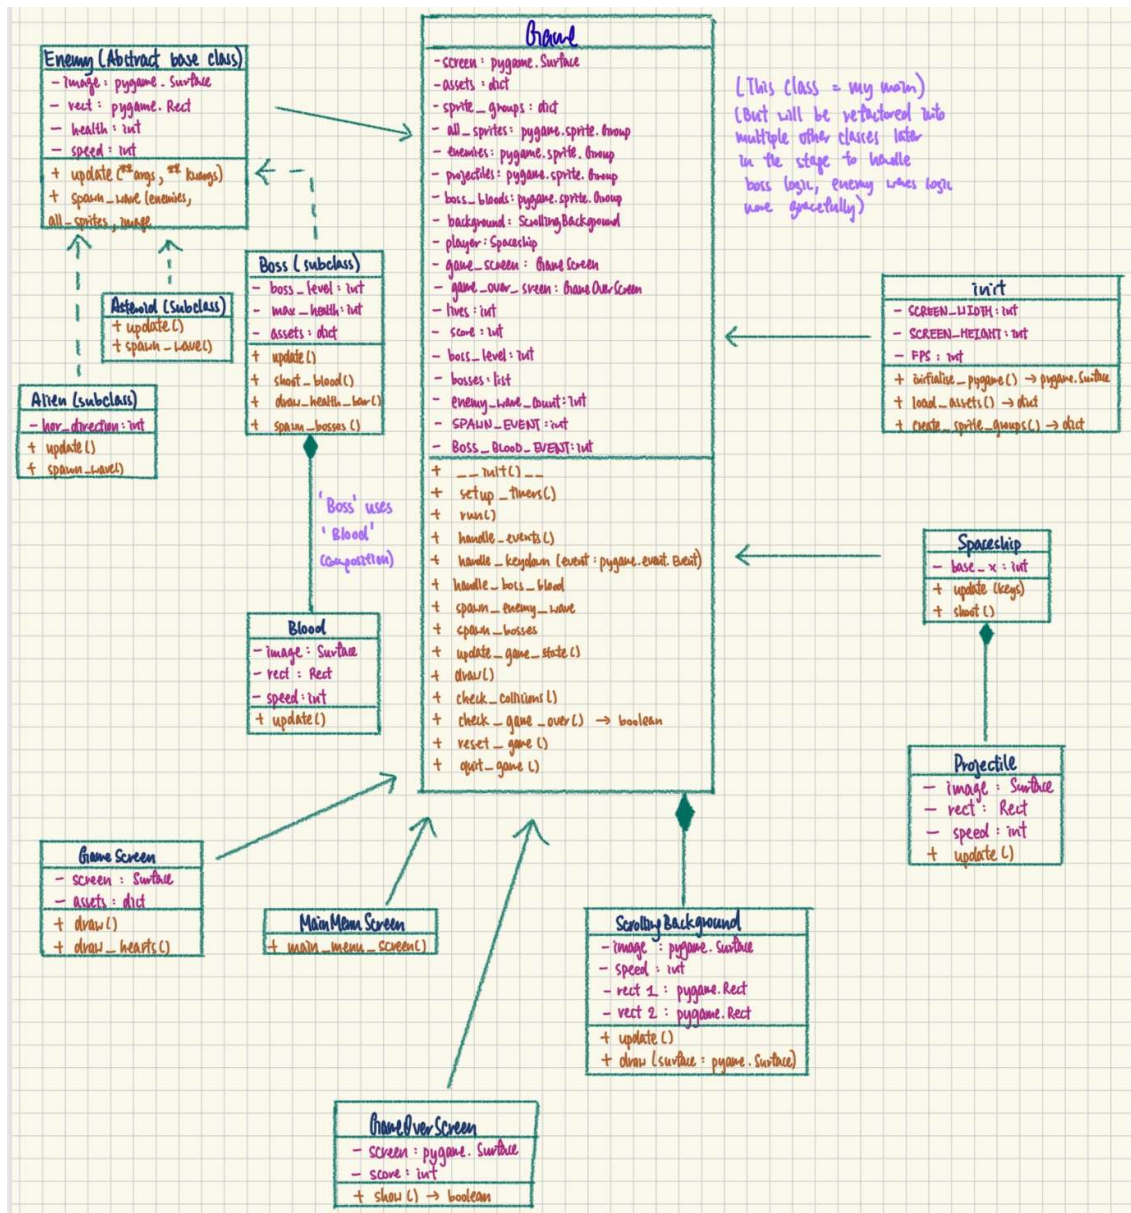 Enemy (Abstract base class)
- image : pygame. Surface
- rect : pygame. Rect
- health : int
- speed : int
+ update (** args, ** kwargs)
+ spawn_wave (enemies,
all_sprites, image
Asteroid (subclass)
+ update()
+ spawn_wave()
Alien (subclass)
- hor_direction : int
+ update()
+ spawn_wave()
Boss (subclass)
- boss_level : int
- max_health : int
- assets : dict
+ update()
+ shoot_blood()
+ draw_health_bar()
+ spawn_bosses()
'Boss' uses
'Blood'
(composition)
Blood
- image : Surface
- rect : Rect
- speed : int
+ update()
Game
- screen : pygame. Surface
- assets : dict
- sprite_groups : dict
- all_sprites : pygame.sprite.Group
- enemies : pygame.sprite.Group
- projectiles : pygame.sprite.Group
- boss_bloods : pygame.sprite.Group
- background : ScrollingBackground
- player : Spaceship
- game_screen : GameScreen
- game_over_sreen : GameOverScreen
- lives : int
- score : int
- boss_level : int
- bosses : list
- enemy_wave_count : int
- SPAWN_EVENT : int
- BOSS_BLOOD_EVENT : int
+ __init()__
+ setup_timers()
+ run()
+ handle_events()
+ handle_keydown (event : pygame.event.Event)
+ handle_boss_blood
+ spawn_enemy_wave
+ spawn_bosses
+ update_game_state()
+ draw()
+ check_collisions()
+ check_game_over() → boolean
+ reset_game ()
+ quit_game ()
(This class = my main)
(But will be refactored into
multiple other classes later
in the stage to handle
boss logic, enemy waves logic
more gracefully)
init
- SCREEN_WIDTH : int
- SCREEN_HEIGHT : int
- FPS : int
+ initialise_pygame() → pygame.Surface
+ load_assets() → dict
+ create_sprite_groups() → dict
Spaceship
- base_x : int
+ update (keys)
+ shoot ()
Projectile
- image : Surface
- rect : Rect
- speed : int
+ update ()
GameScreen
- screen : Surface
- assets : dict
+ draw()
+ draw_hearts()
MainMenuScreen
+ main_menu_screen()
ScrollingBackground
- image : pygame. Surface
- speed : int
- rect 1 : pygame.Rect
- rect 2 : pygame.Rect
+ update ()
+ draw (surface : pygame. Surface)
GameOverScreen
- screen : pygame. Surface
- score : int
+ show () → boolean